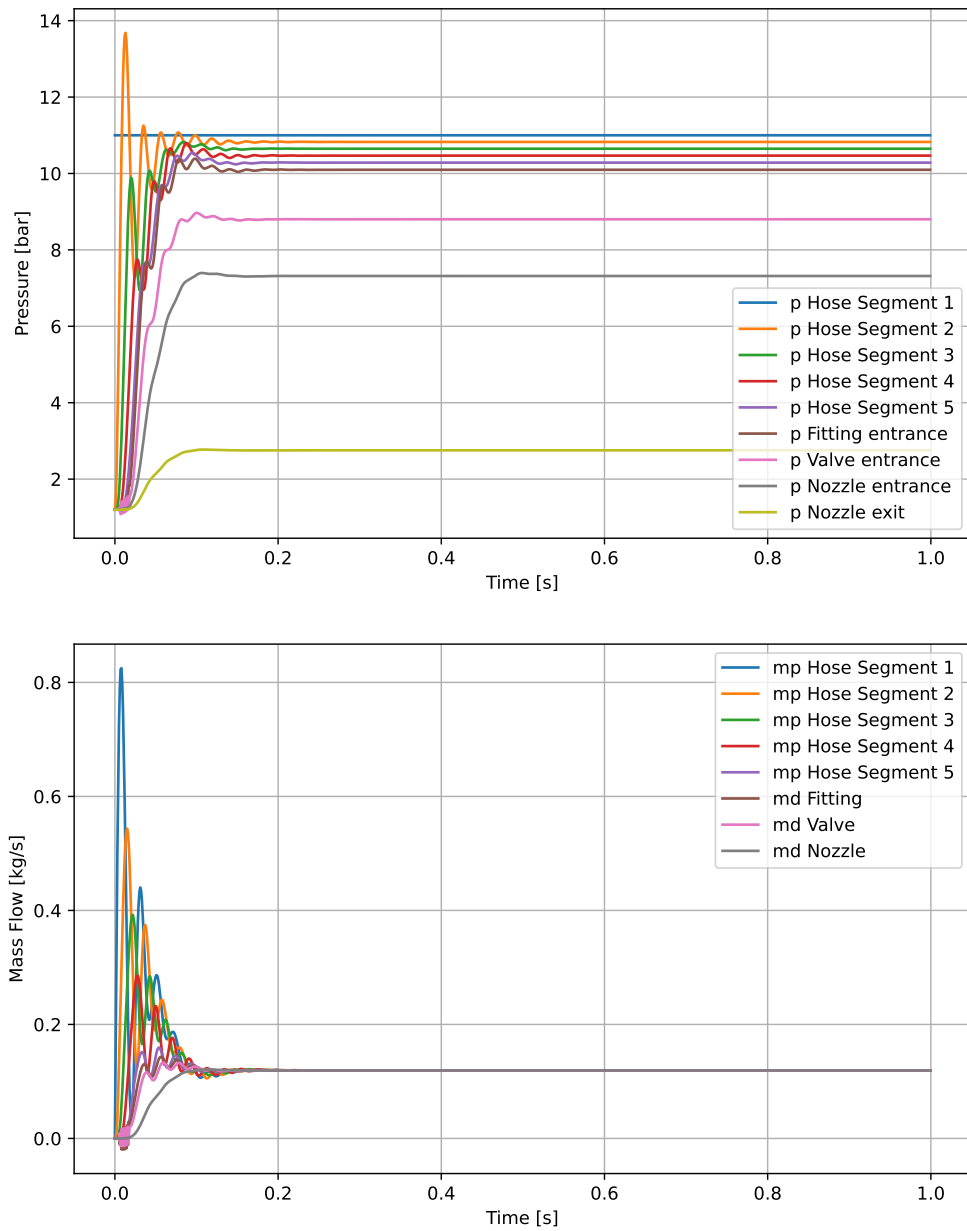 14
12
10
8
6
4
2
Pressure [bar]
p Hose Segment 1
p Hose Segment 2
p Hose Segment 3
p Hose Segment 4
p Hose Segment 5
p Fitting entrance
p Valve entrance
p Nozzle entrance
p Nozzle exit
0.0 0.2 0.4 0.6 0.8 1.0
Time [s]
0.8
0.6
0.4
0.2
0.0
Mass Flow [kg/s]
mp Hose Segment 1
mp Hose Segment 2
mp Hose Segment 3
mp Hose Segment 4
mp Hose Segment 5
md Fitting
md Valve
md Nozzle
0.0 0.2 0.4 0.6 0.8 1.0
Time [s]